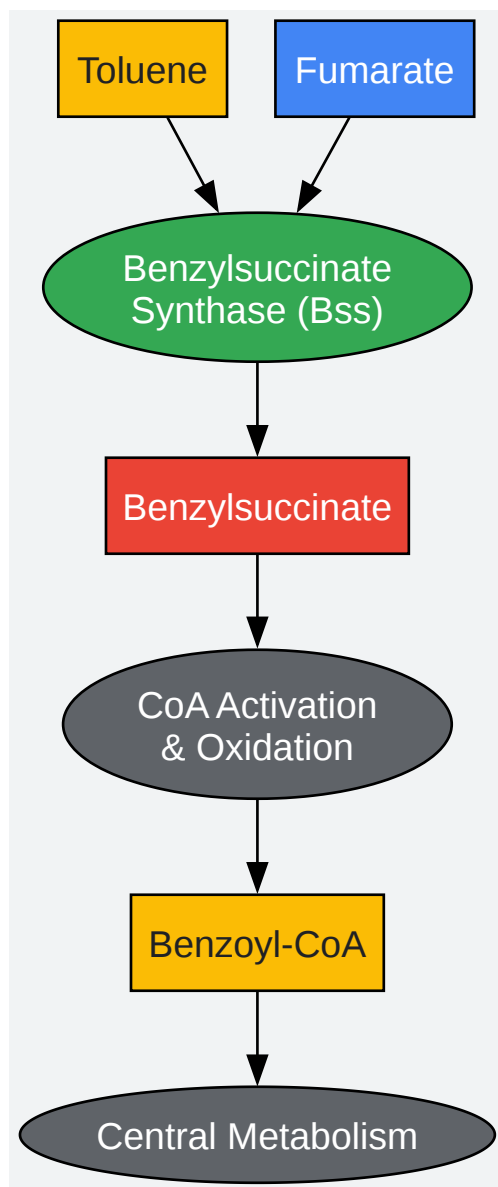 Toluene
Fumarate
Benzylsuccinate
Synthase (Bss)
Benzylsuccinate
CoA Activation
& Oxidation
Benzoyl-CoA
Central Metabolism